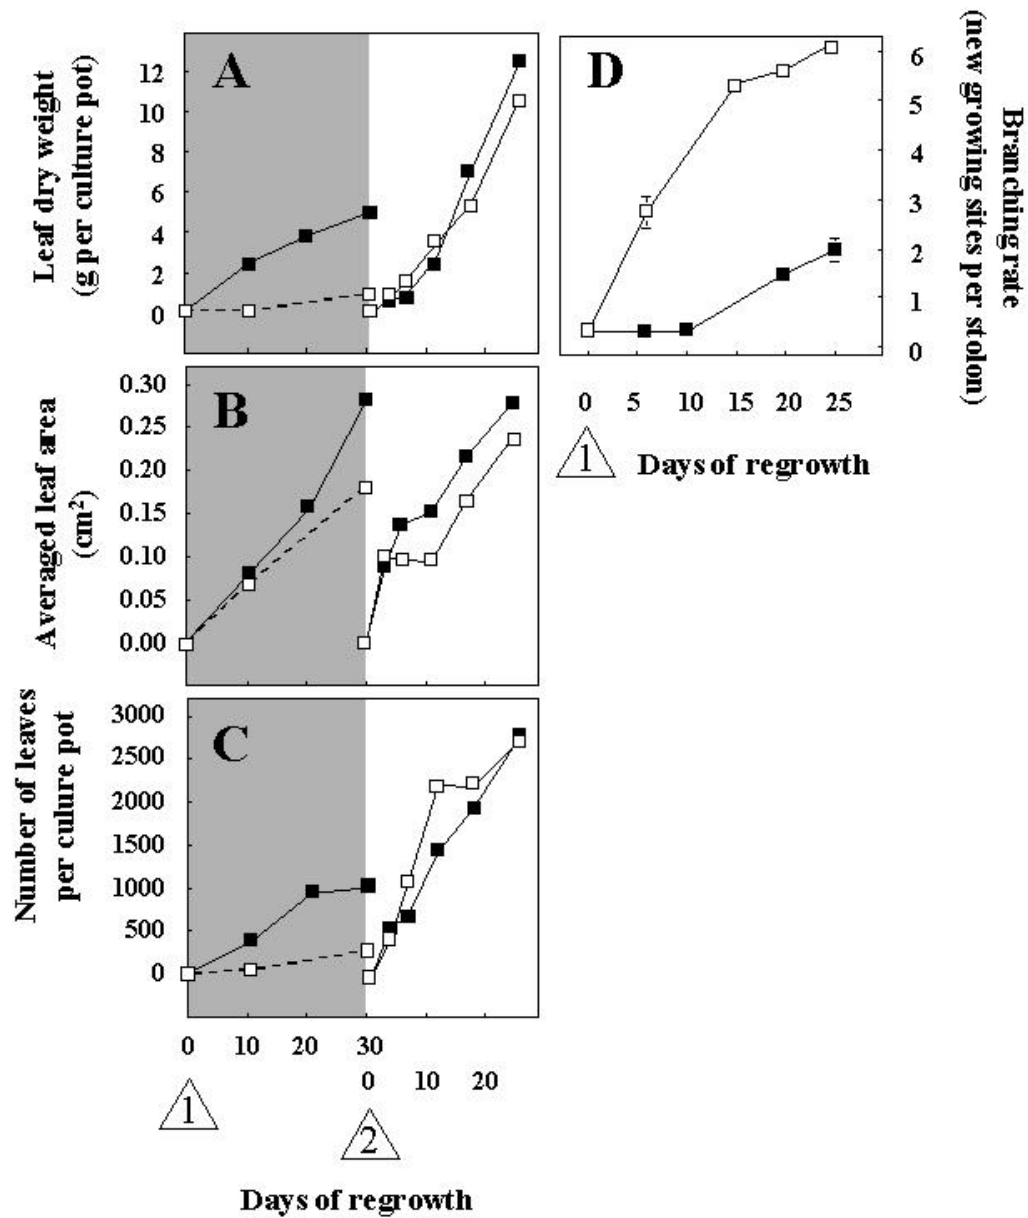 A
Leaf dry weight
(g per culture pot)
12
10
8
6
4
2
0
D
Branching rate
(new growing sites per stolon)
6
5
4
3
2
1
0
0 5 10 15 20 25
1
Days of regrowth
B
Averaged leaf area
(cm2)
0.30
0.25
0.20
0.15
0.10
0.05
0.00
C
Number of leaves
per culure pot
3000
2500
2000
1500
1000
500
0
0 10 20 30
0 10 20
1
2
Days of regrowth